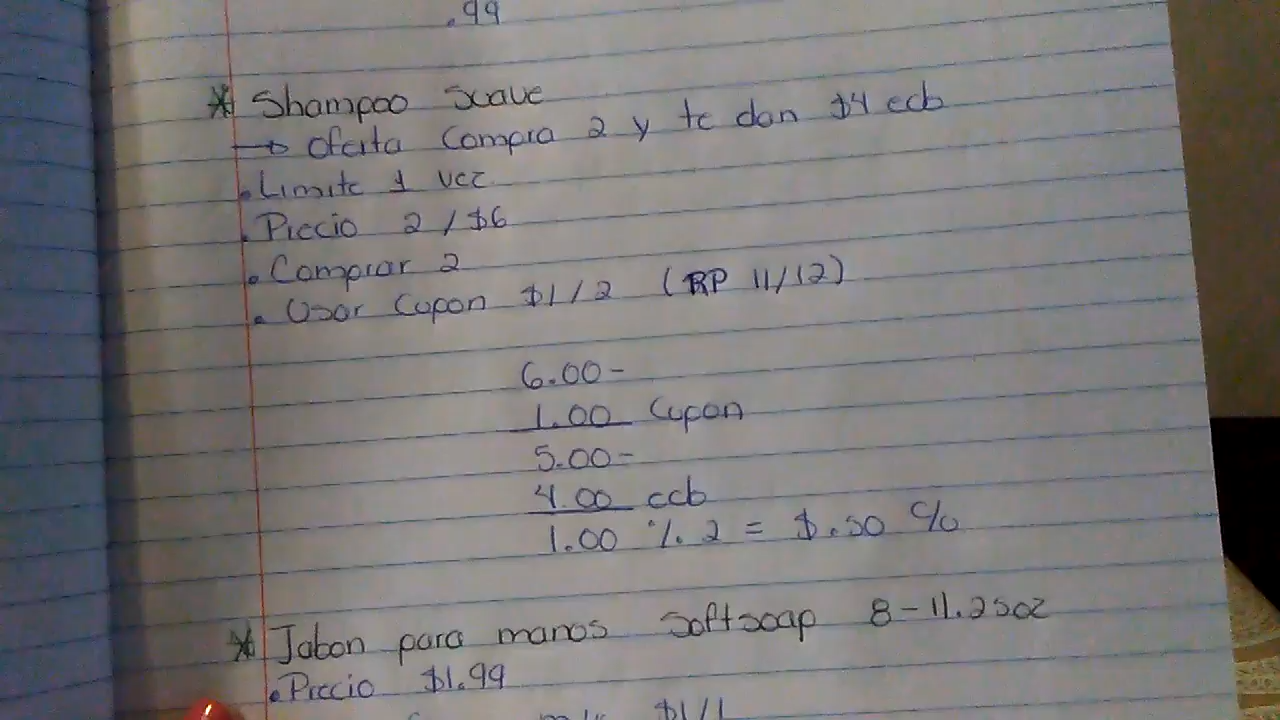 .99
* Shampoo Suave
→ Oferta Compra 2 y te dan $4 ecb
. Limite 1 vez
. Precio 2 / $6
. Comprar 2
. Usar Cupon $1/2 (RP 11/12)
6.00-
1.00 Cupon
5.00-
4.00 ecb
1.00 % 2 = $.50 c/o
* Jabon para manos softsoap 8-11.25oz
. Precio $1.99
$1/1